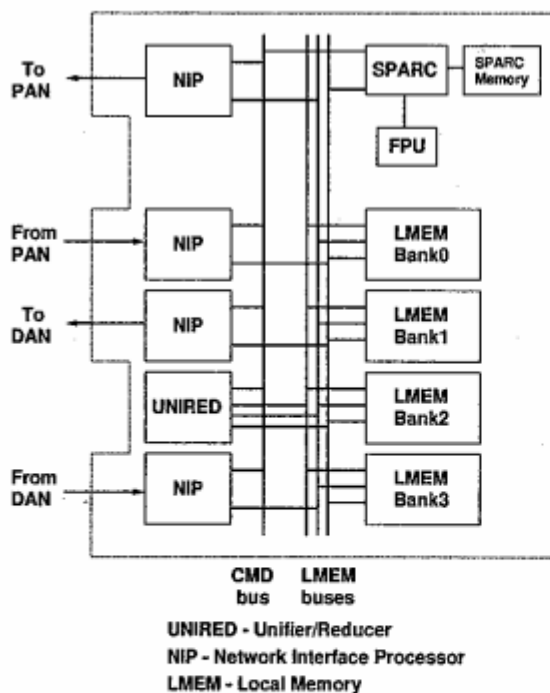 To
PAN
NIP
SPARC
SPARC
Memory
FPU
From
PAN
NIP
LMEM
Bank0
To
DAN
NIP
LMEM
Bank1
UNIRED
LMEM
Bank2
From
DAN
NIP
LMEM
Bank3
CMD
bus
LMEM
buses
UNIRED - Unifier/Reducer
NIP - Network Interface Processor
LMEM - Local Memory